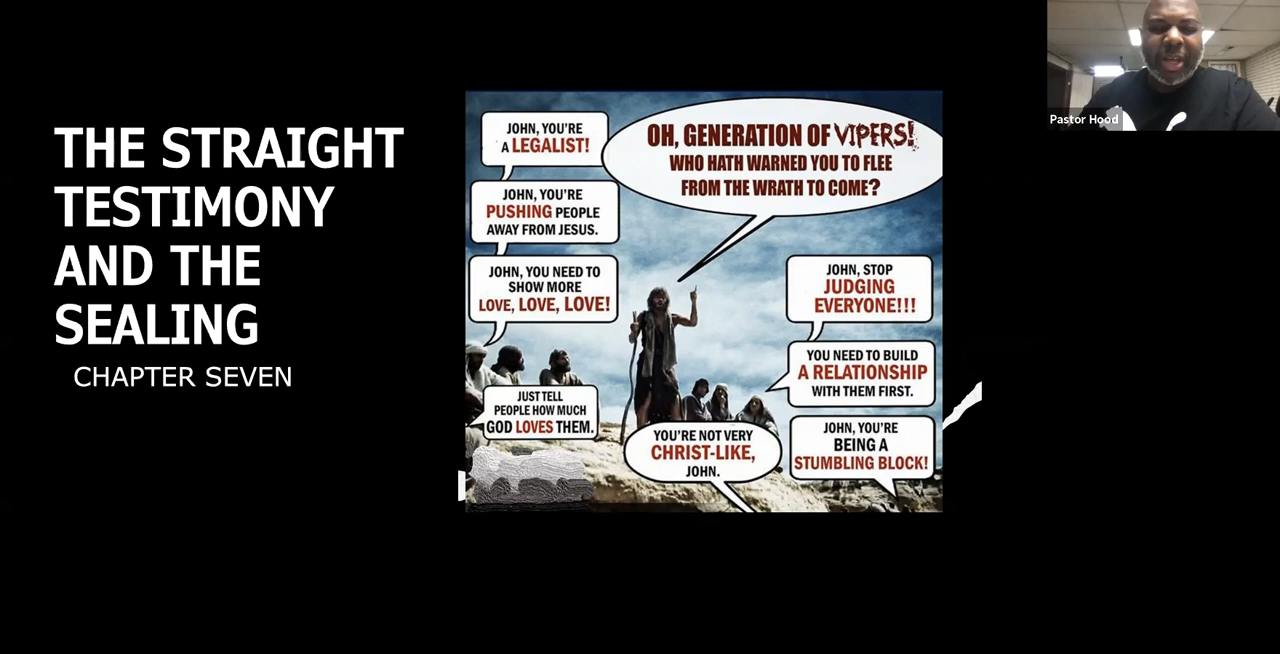 THE STRAIGHT
TESTIMONY
AND THE
SEALING
CHAPTER SEVEN
JOHN, YOU'RE
A LEGALIST!
JOHN, YOU'RE
PUSHING PEOPLE
AWAY FROM JESUS.
JOHN, YOU NEED TO
SHOW MORE
LOVE, LOVE, LOVE!
JUST TELL
PEOPLE HOW MUCH
GOD LOVES THEM.
OH, GENERATION OF VIPERS!
WHO HATH WARNED YOU TO FLEE
FROM THE WRATH TO COME?
YOU'RE NOT VERY
CHRIST-LIKE,
JOHN.
JOHN, STOP
JUDGING
EVERYONE!!!
YOU NEED TO BUILD
A RELATIONSHIP
WITH THEM FIRST.
JOHN, YOU'RE
BEING A
STUMBLING BLOCK!
Pastor Hood